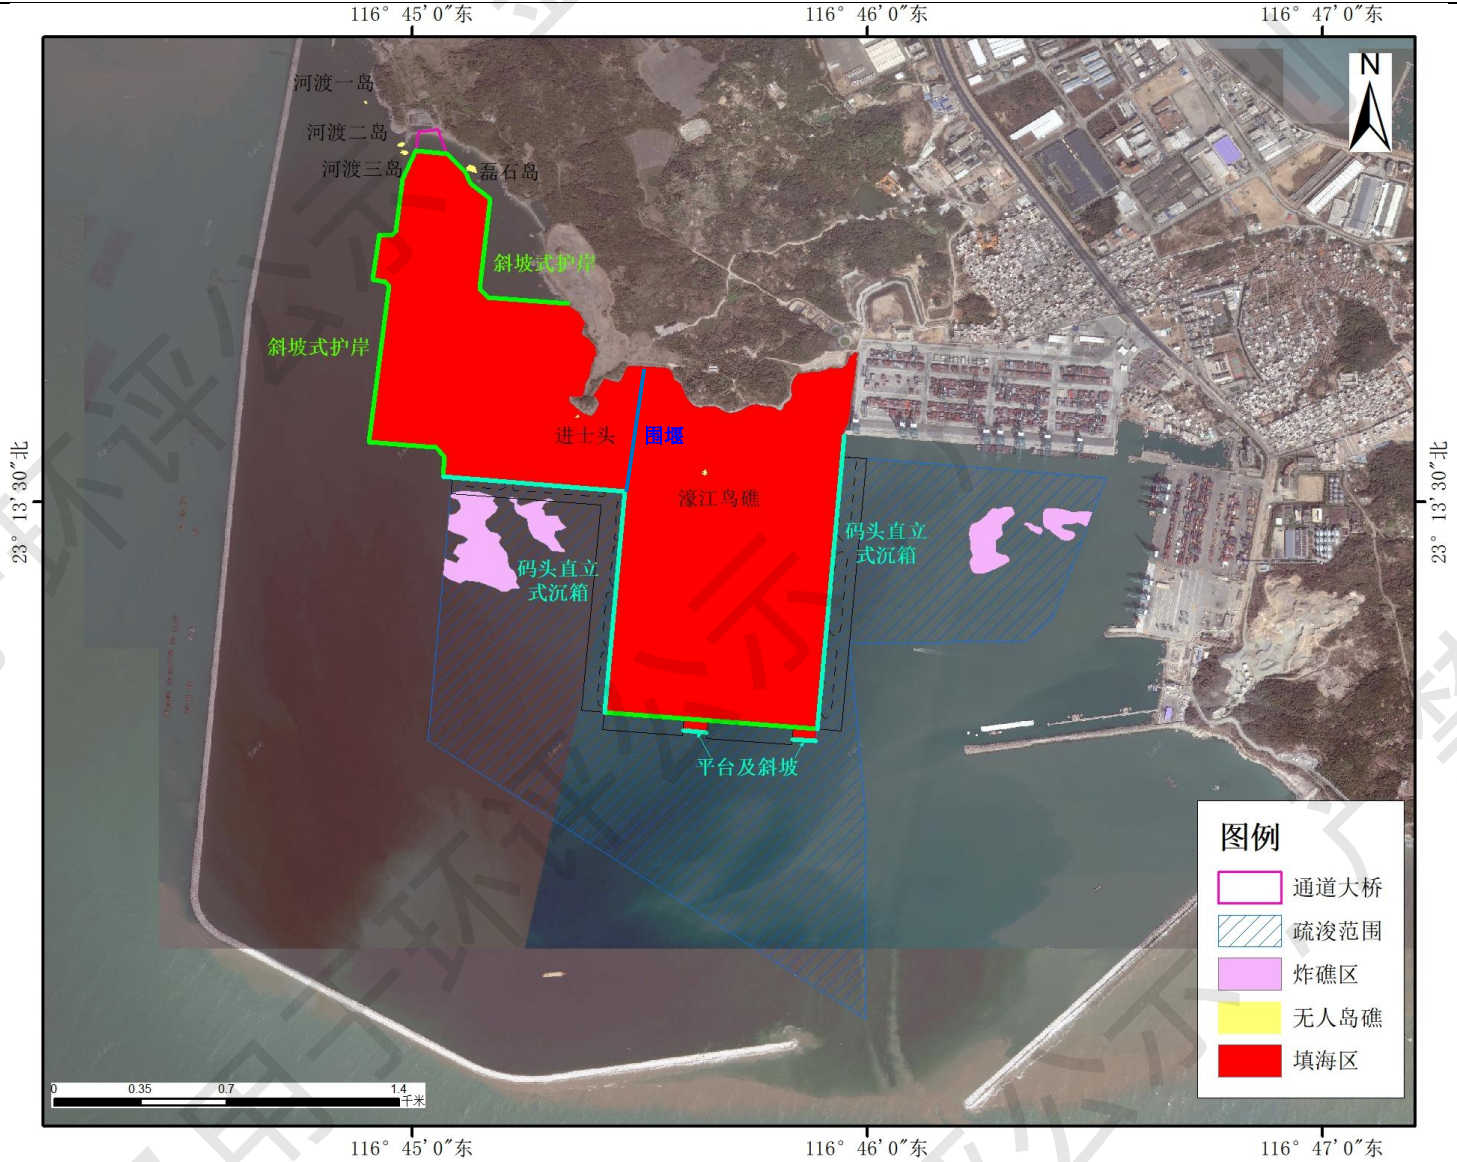 116° 45′0″东
116° 46′0″东
116° 47′0″东
N
河渡一岛
河渡二岛
河渡三岛
磊石岛
斜坡式护岸
斜坡式护岸
进士头
围堰
濠江鸟礁
23° 13′30″北
23° 13′30″北
码头直立
式沉箱
码头直立
式沉箱
平台及斜坡
图例
通道大桥
疏浚范围
炸礁区
无人岛礁
填海区
0 0.35 0.7 1.4
千米
116° 45′0″东
116° 46′0″东
116° 47′0″东